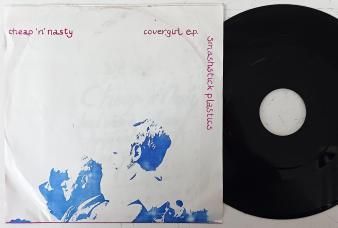 cheap 'n' nasty
covergirl e.p.
smashstick plastics